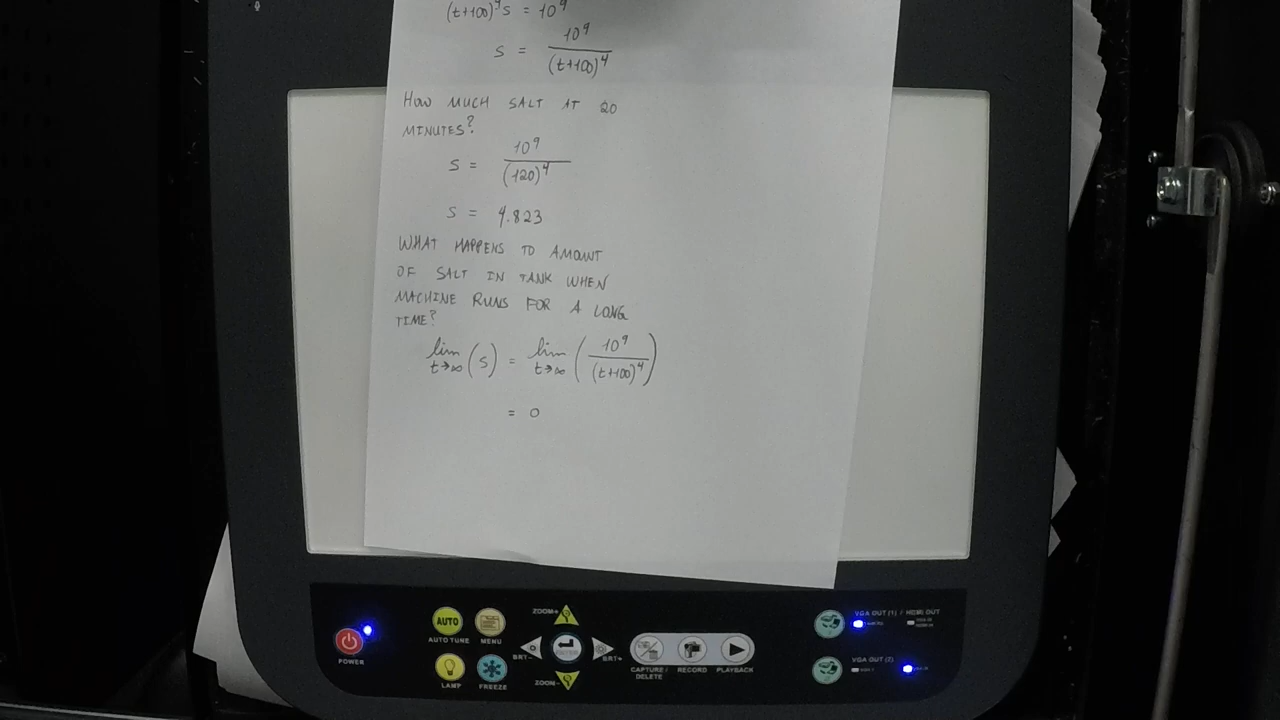 (t+100)⁴s = 10⁹
s = 10⁹/(t+100)⁴
HOW MUCH SALT AT 20
MINUTES?
s = 10⁹/(120)⁴
s = 4.823
WHAT HAPPENS TO AMOUNT
OF SALT IN TANK WHEN
MACHINE RUNS FOR A LONG
TIME?
lim t→∞ (s) = lim t→∞ (10⁹/(t+100)⁴)
= 0
ZOOM+
AUTO
AUTO TUNE
MENU
BRT-
ENTER
BRT+
POWER
LAMP
FREEZE
ZOOM-
CAPTURE / DELETE
RECORD
PLAYBACK
VGA OUT (1) / HDMI OUT
VGA OUT (2)